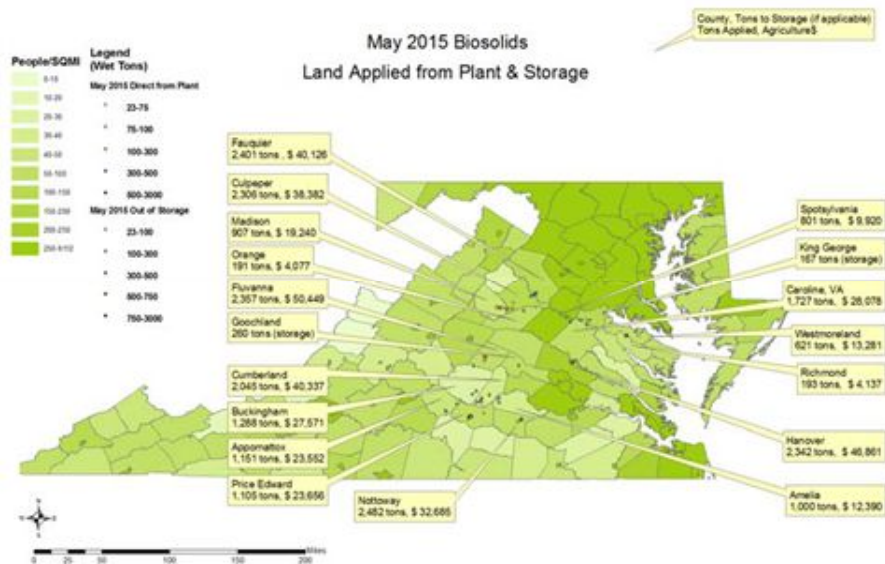 May 2015 Biosolids
Land Applied from Plant & Storage
County, Tons to Storage (if applicable)
Tons Applied, Agriculture$
People/SQMI
10-20
Legend
(Wet Tons)
May 2015 Direct from Plant
23-75
75-100
100-300
300-500
500-3000
May 2015 Out of Storage
23-100
100-300
300-500
500-750
750-3000
Fauquier
2,401 tons , $ 40,126
Culpeper
2,306 tons, $ 38,382
Madison
907 tons, $ 19,240
Orange
191 tons, $ 4,077
Fluvanna
2,357 tons, $ 50,449
Goochland
260 tons (storage)
Cumberland
2,045 tons, $ 40,337
Buckingham
1,288 tons, $ 27,571
Appomattox
1,151 tons, $ 23,552
Price Edward
1,105 tons, $ 23,656
Nottoway
2,482 tons, $ 32,685
Spotsylvania
801 tons, $ 9,920
King George
167 tons (storage)
Caroline, VA
1,727 tons, $ 28,078
Westmoreland
621 tons, $ 13,281
Richmond
193 tons, $ 4,137
Hanover
2,342 tons, $ 46,861
Amelia
1,000 tons, $ 12,390
0 25 50 100 150 200 Miles